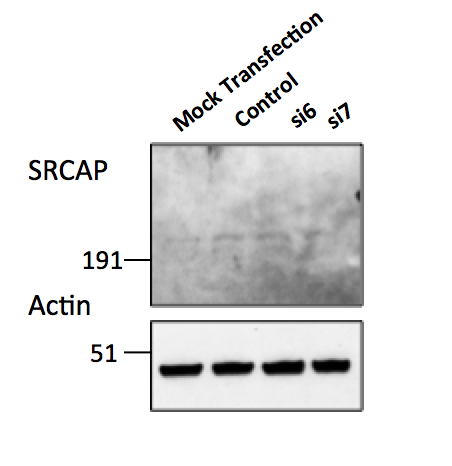 Mock Transfection
Control
si6
si7
SRCAP
191
Actin
51